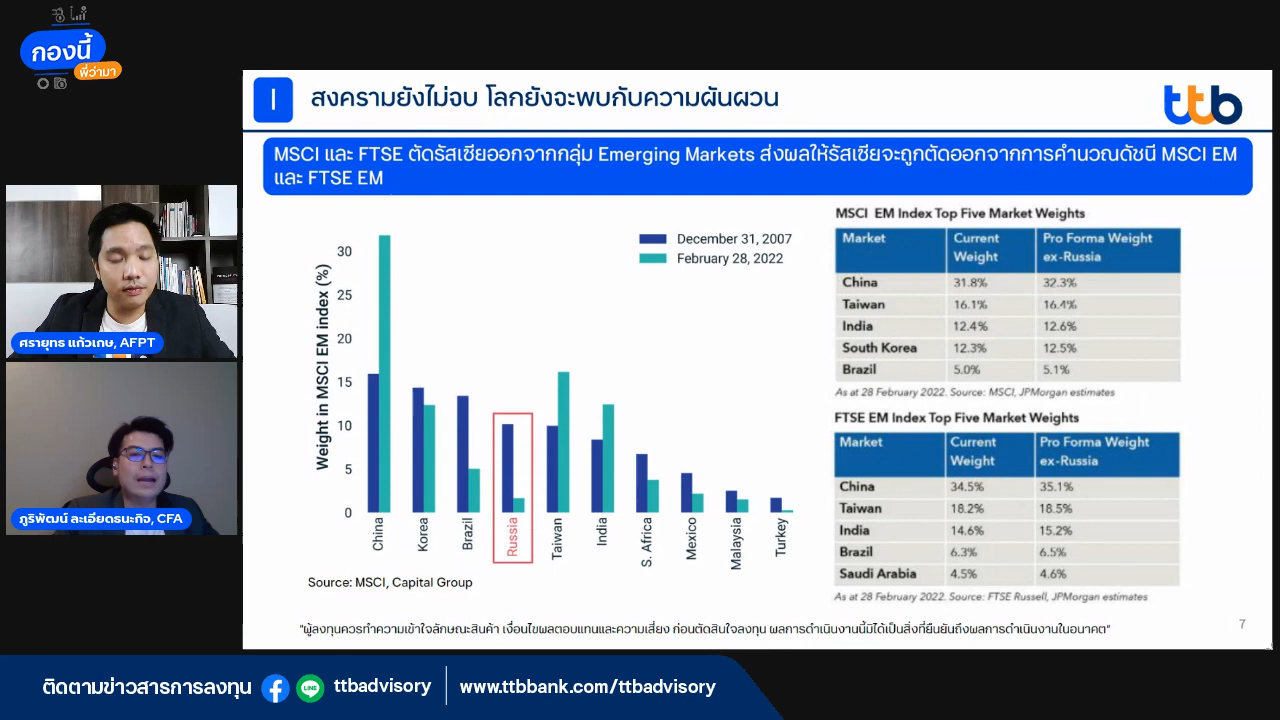 กองนี้
พี่ว่ามา
I
สงครามยังไม่จบ โลกยังจะพบกับความผันผวน
ttb
MSCI และ FTSE ตัดรัสเซียออกจากกลุ่ม Emerging Markets ส่งผลให้รัสเซียจะถูกตัดออกจากการคำนวณดัชนี MSCI EM
และ FTSE EM
ศรายุทธ แก้วเกษ, AFPT
ภูริพัฒน์ ละเอียดธนะกิจ, CFA
Weight in MSCI EM index (%)
30
25
20
15
10
5
0
December 31, 2007
February 28, 2022
China
Korea
Brazil
Russia
Taiwan
India
S. Africa
Mexico
Malaysia
Turkey
Source: MSCI, Capital Group
MSCI EM Index Top Five Market Weights
Market Current Weight Pro Forma Weight ex-Russia
China 31.8% 32.3%
Taiwan 16.1% 16.4%
India 12.4% 12.6%
South Korea 12.3% 12.5%
Brazil 5.0% 5.1%
As at 28 February 2022. Source: MSCI, JPMorgan estimates
FTSE EM Index Top Five Market Weights
Market Current Weight Pro Forma Weight ex-Russia
China 34.5% 35.1%
Taiwan 18.2% 18.5%
India 14.6% 15.2%
Brazil 6.3% 6.5%
Saudi Arabia 4.5% 4.6%
As at 28 February 2022. Source: FTSE Russell, JPMorgan estimates
"ผู้ลงทุนควรทำความเข้าใจลักษณะสินค้า เงื่อนไขผลตอบแทนและความเสี่ยง ก่อนตัดสินใจลงทุน ผลการดำเนินงานนี้มิได้เป็นสิ่งที่ยืนยันถึงผลการดำเนินงานในอนาคต"
7
ติดตามข่าวสารการลงทุน
LINE
ttbadvisory
www.ttbbank.com/ttbadvisory